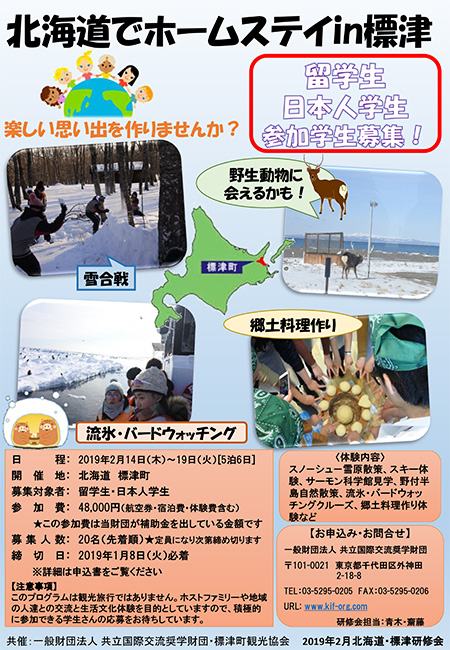 北海道でホームステイin標津
留学生
日本人学生
参加学生募集！
楽しい思い出を作りませんか？
野生動物に
会えるかも！
雪合戦
標津町
郷土料理作り
流氷・バードウォッチング
日　　程：　2019年2月14日(木)～19日(火)[5泊6日]
開 催 地：　北海道　標津町
募集対象者：　留学生・日本人学生
参 加 費：　48,000円(航空券・宿泊費・体験費含む)
★この参加費は当財団が補助金を出している金額です
募 集 人 数：　20名(先着順)★定員になり次第締め切ります
締 切 日：　2019年1月8日(火)必着
※詳細は申込書をご覧ください
【注意事項】
このプログラムは観光旅行ではありません。ホストファミリーや地域
の人達との交流と生活文化体験を目的としていますので、積極的
に参加できる学生さんの応募をお待ちしています。
〈体験内容〉
スノーシュー雪原散策、スキー体
験、サーモン科学館見学、野付半
島自然散策、流氷・バードウォッ
チングクルーズ、郷土料理作り体
験など
【お申込み・お問合せ】
一般財団法人 共立国際交流奨学財団
〒101-0021　東京都千代田区外神田
2-18-8
TEL:03-5295-0205　FAX:03-5295-0206
URL: www.kif-org.com
研修会担当：青木・齋藤
共催：一般財団法人 共立国際交流奨学財団・標津町観光協会
2019年2月北海道・標津研修会